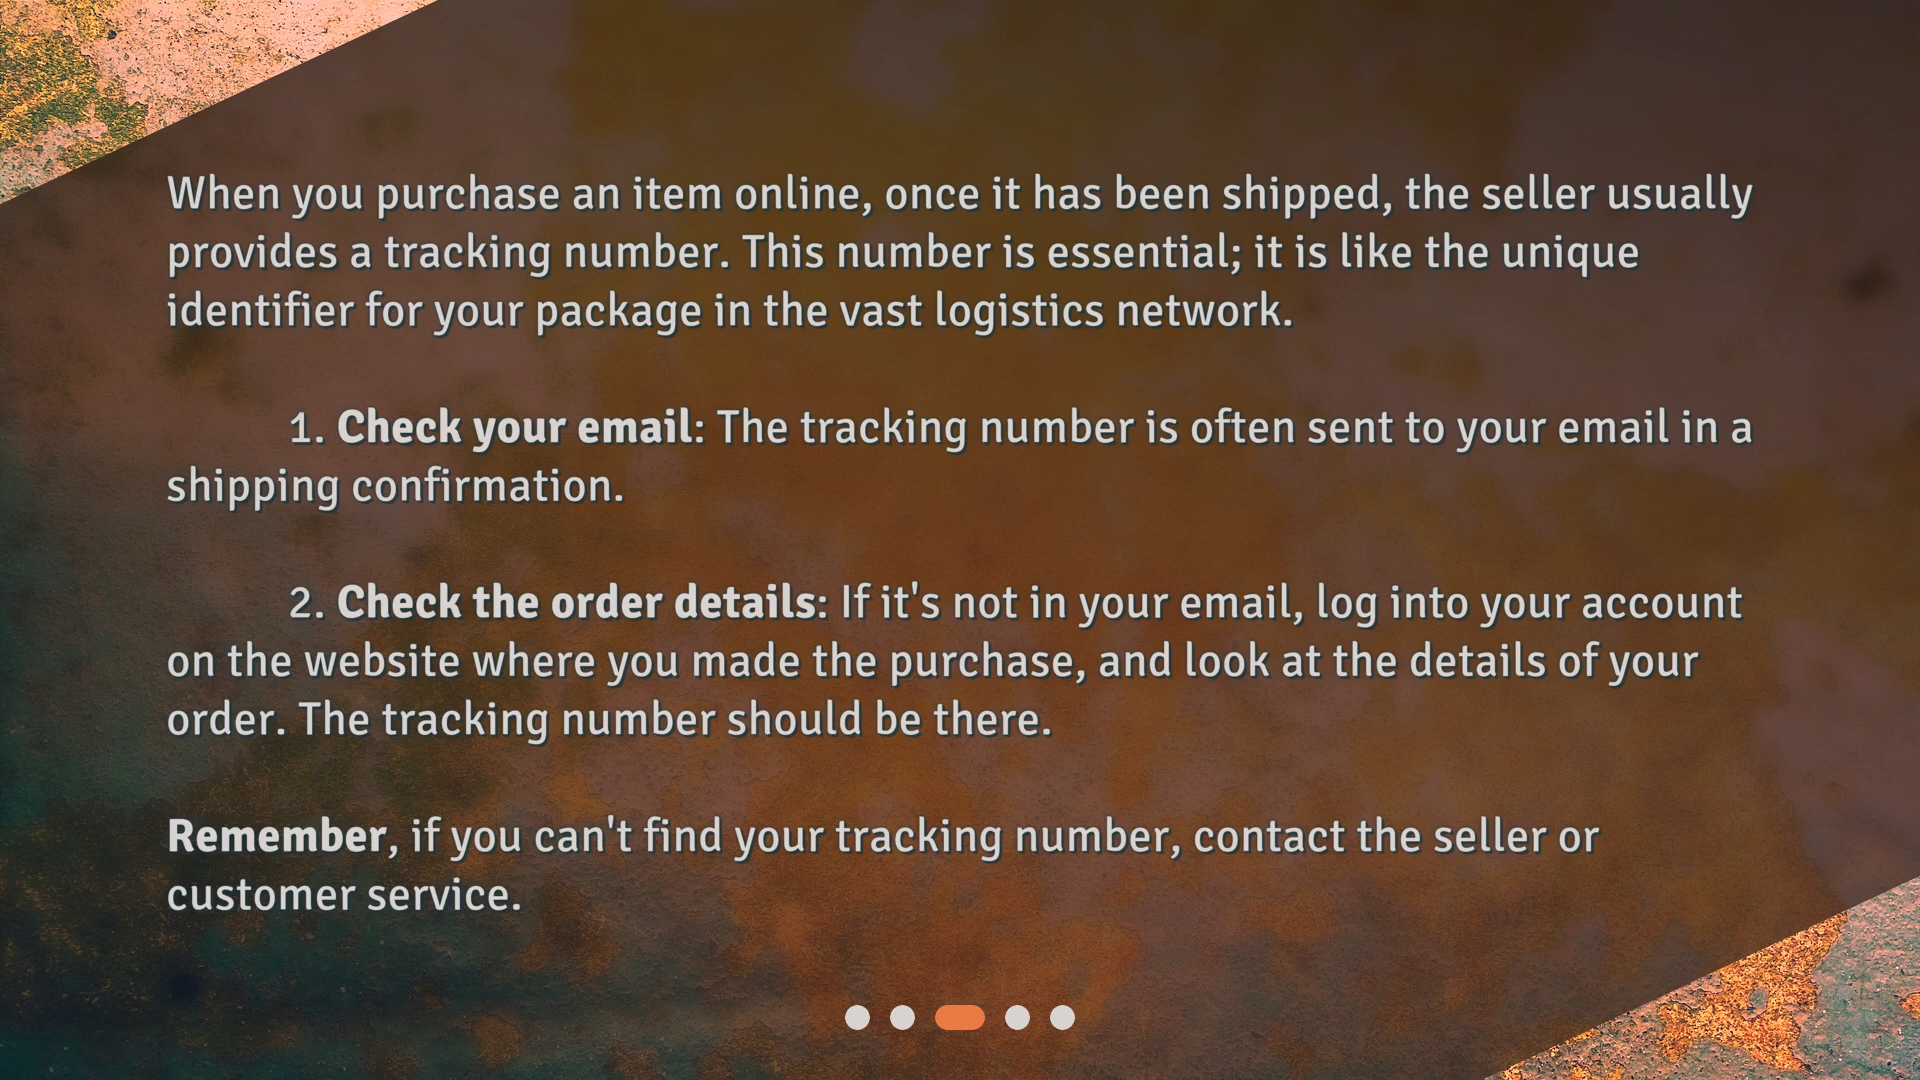 When you purchase an item online, once it has been shipped, the seller usually
provides a tracking number. This number is essential; it is like the unique
identifier for your package in the vast logistics network.
1. Check your email: The tracking number is often sent to your email in a
shipping confirmation.
2. Check the order details: If it's not in your email, log into your account
on the website where you made the purchase, and look at the details of your
order. The tracking number should be there.
Remember, if you can't find your tracking number, contact the seller or
customer service.